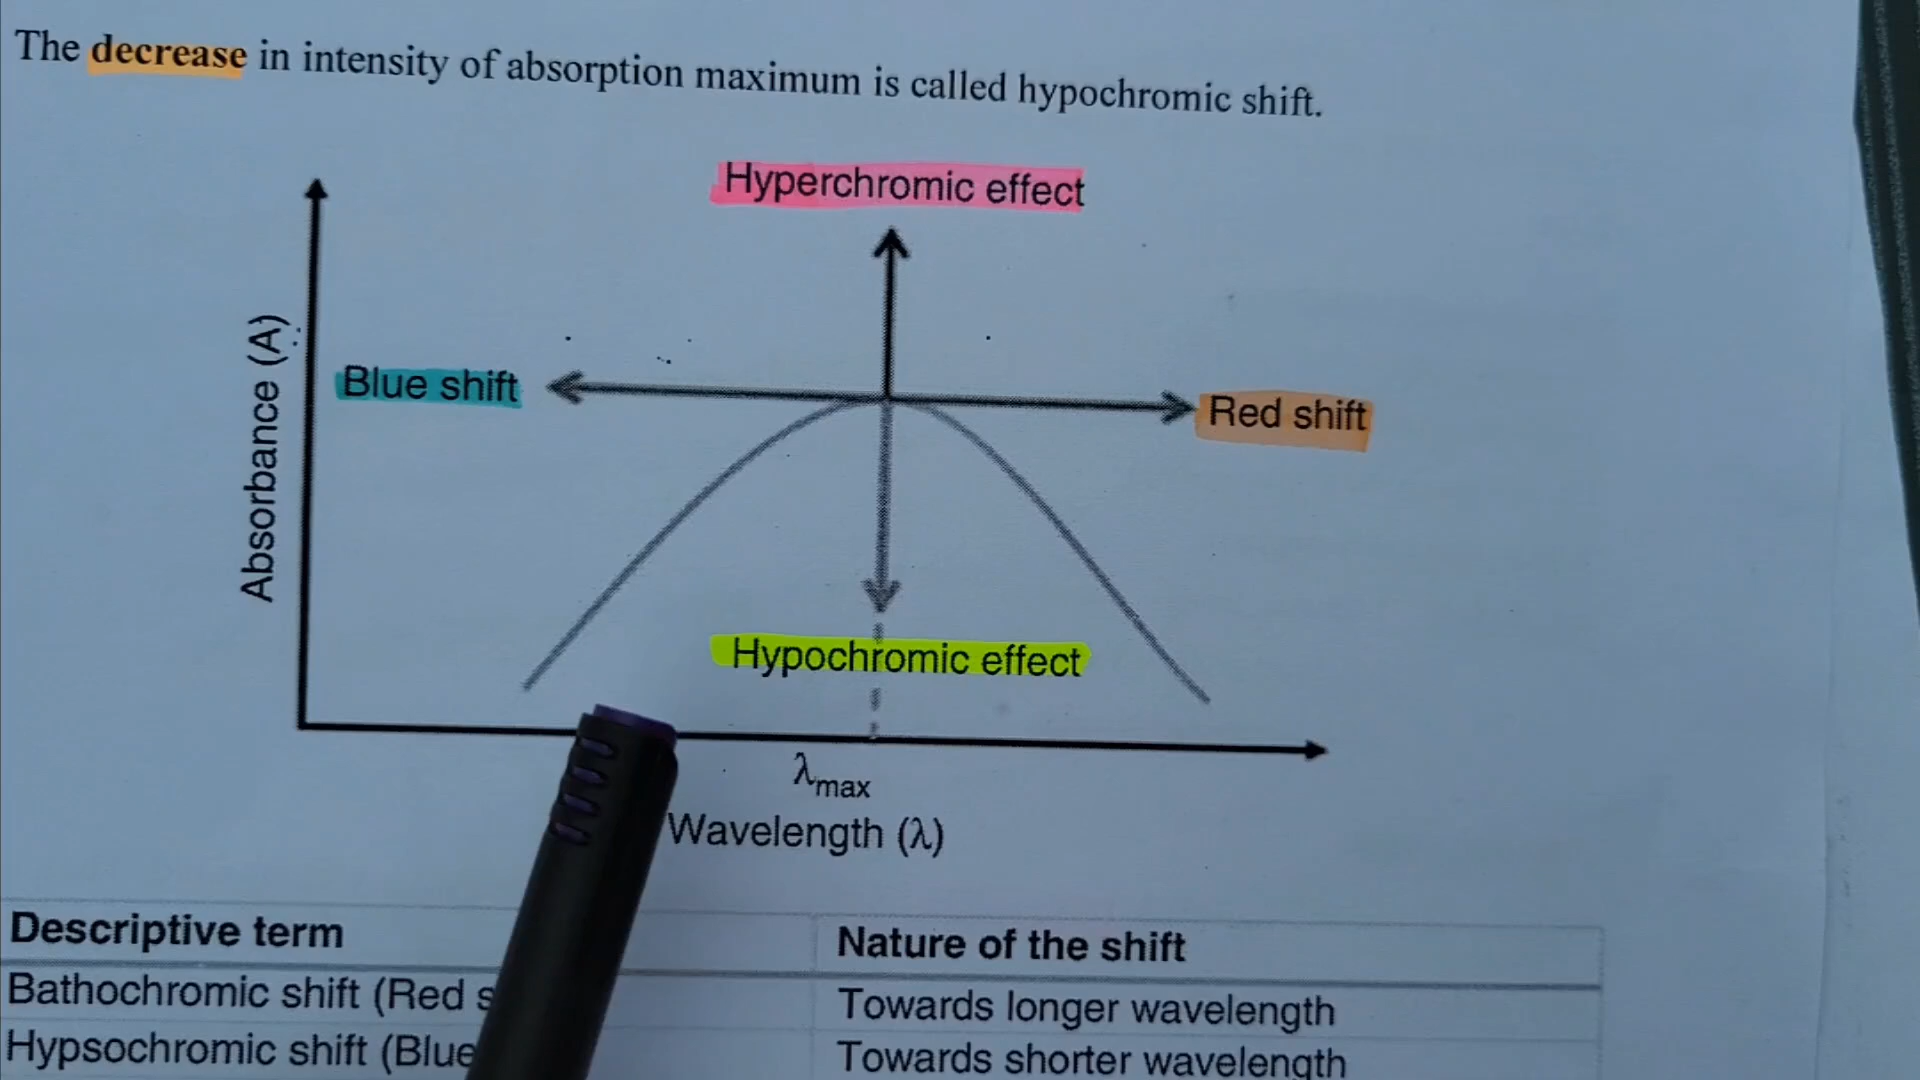 The decrease in intensity of absorption maximum is called hypochromic shift.
Hyperchromic effect
Absorbance (A)
Blue shift
Red shift
Hypochromic effect
λmax
Wavelength (λ)
Descriptive term Nature of the shift
Bathochromic shift (Red Towards longer wavelength
Hypsochromic shift (Blue Towards shorter wavelength